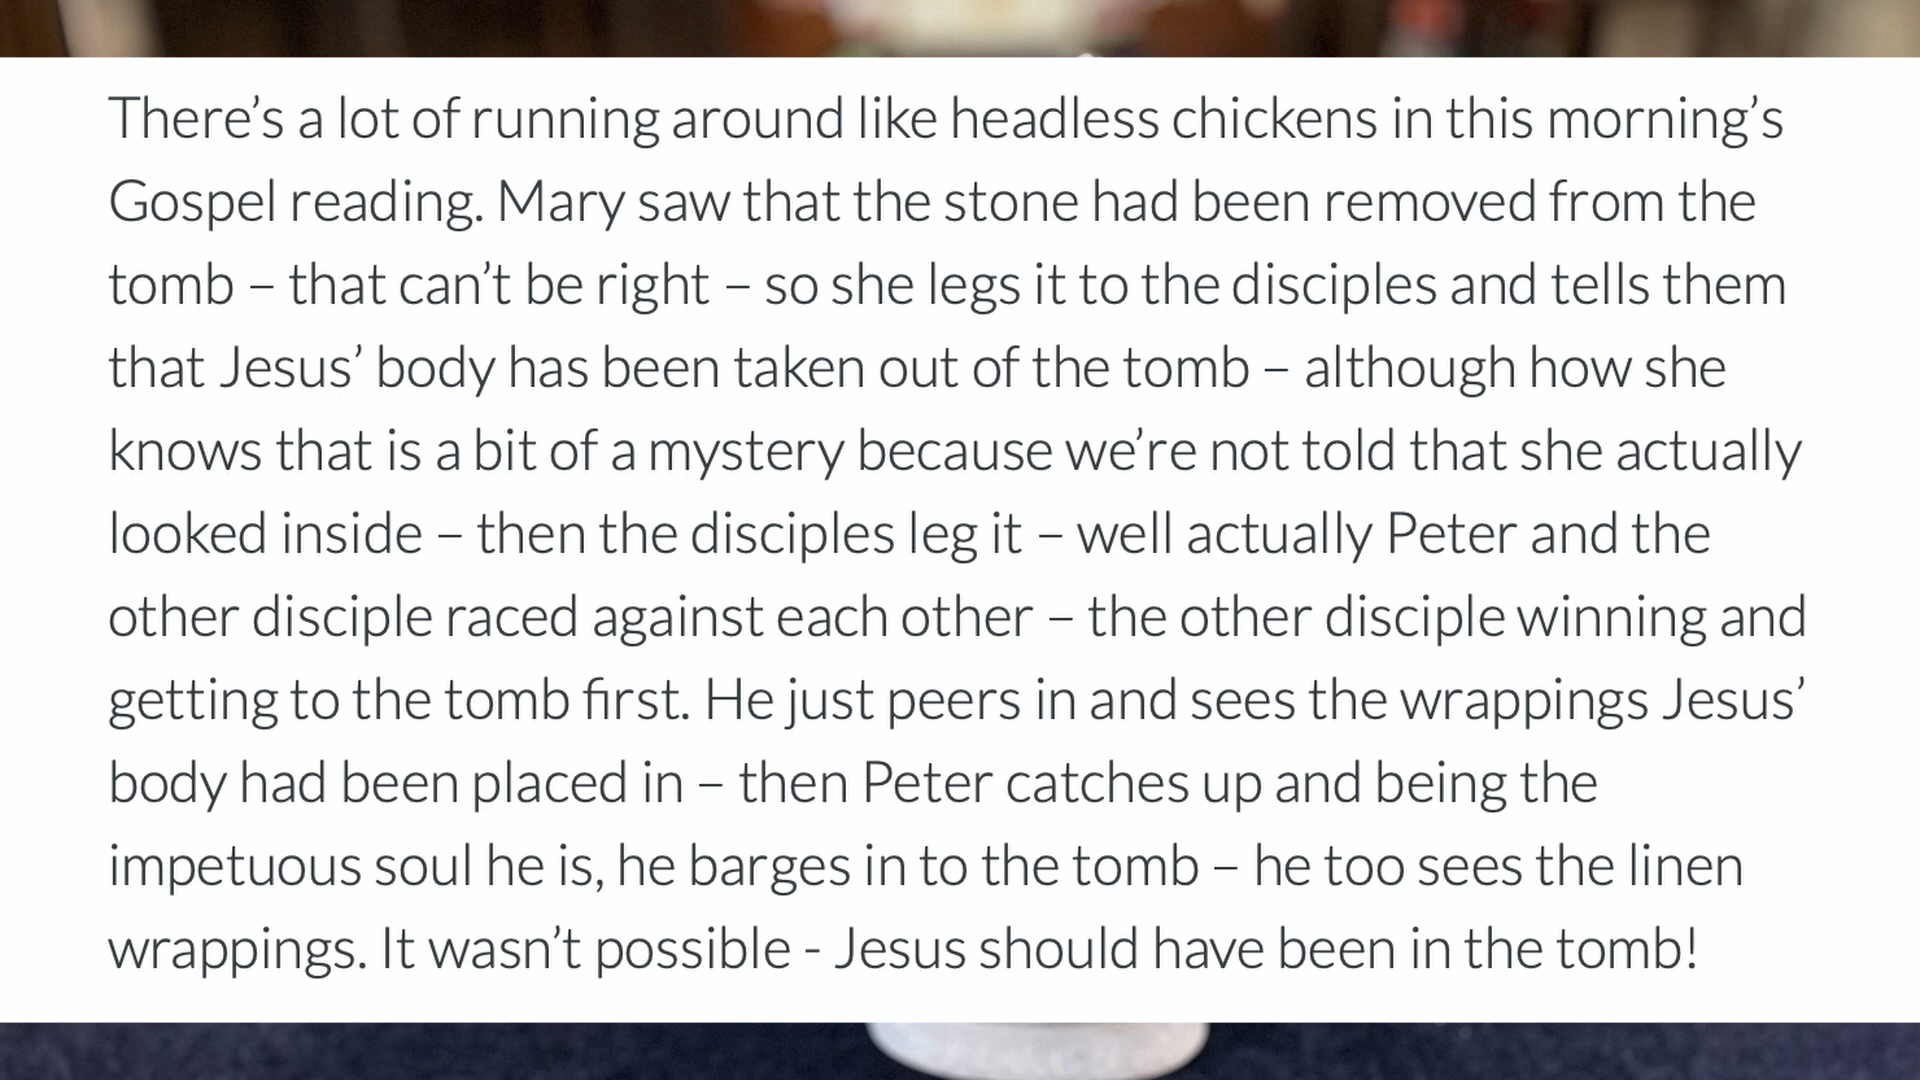 There’s a lot of running around like headless chickens in this morning’s
Gospel reading. Mary saw that the stone had been removed from the
tomb – that can’t be right – so she legs it to the disciples and tells them
that Jesus’ body has been taken out of the tomb – although how she
knows that is a bit of a mystery because we’re not told that she actually
looked inside – then the disciples leg it – well actually Peter and the
other disciple raced against each other – the other disciple winning and
getting to the tomb first. He just peers in and sees the wrappings Jesus’
body had been placed in – then Peter catches up and being the
impetuous soul he is, he barges in to the tomb – he too sees the linen
wrappings. It wasn’t possible - Jesus should have been in the tomb!